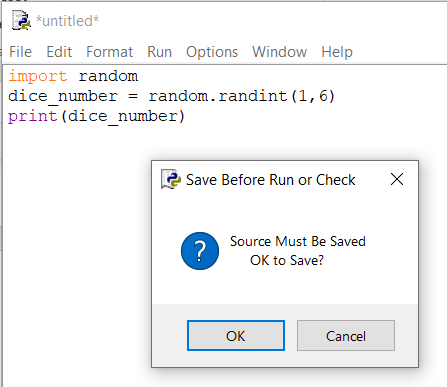 *untitled*
File Edit Format Run Options Window Help
import random
dice_number = random.randint(1,6)
print(dice_number)
Save Before Run or Check
Source Must Be Saved
OK to Save?
OK Cancel